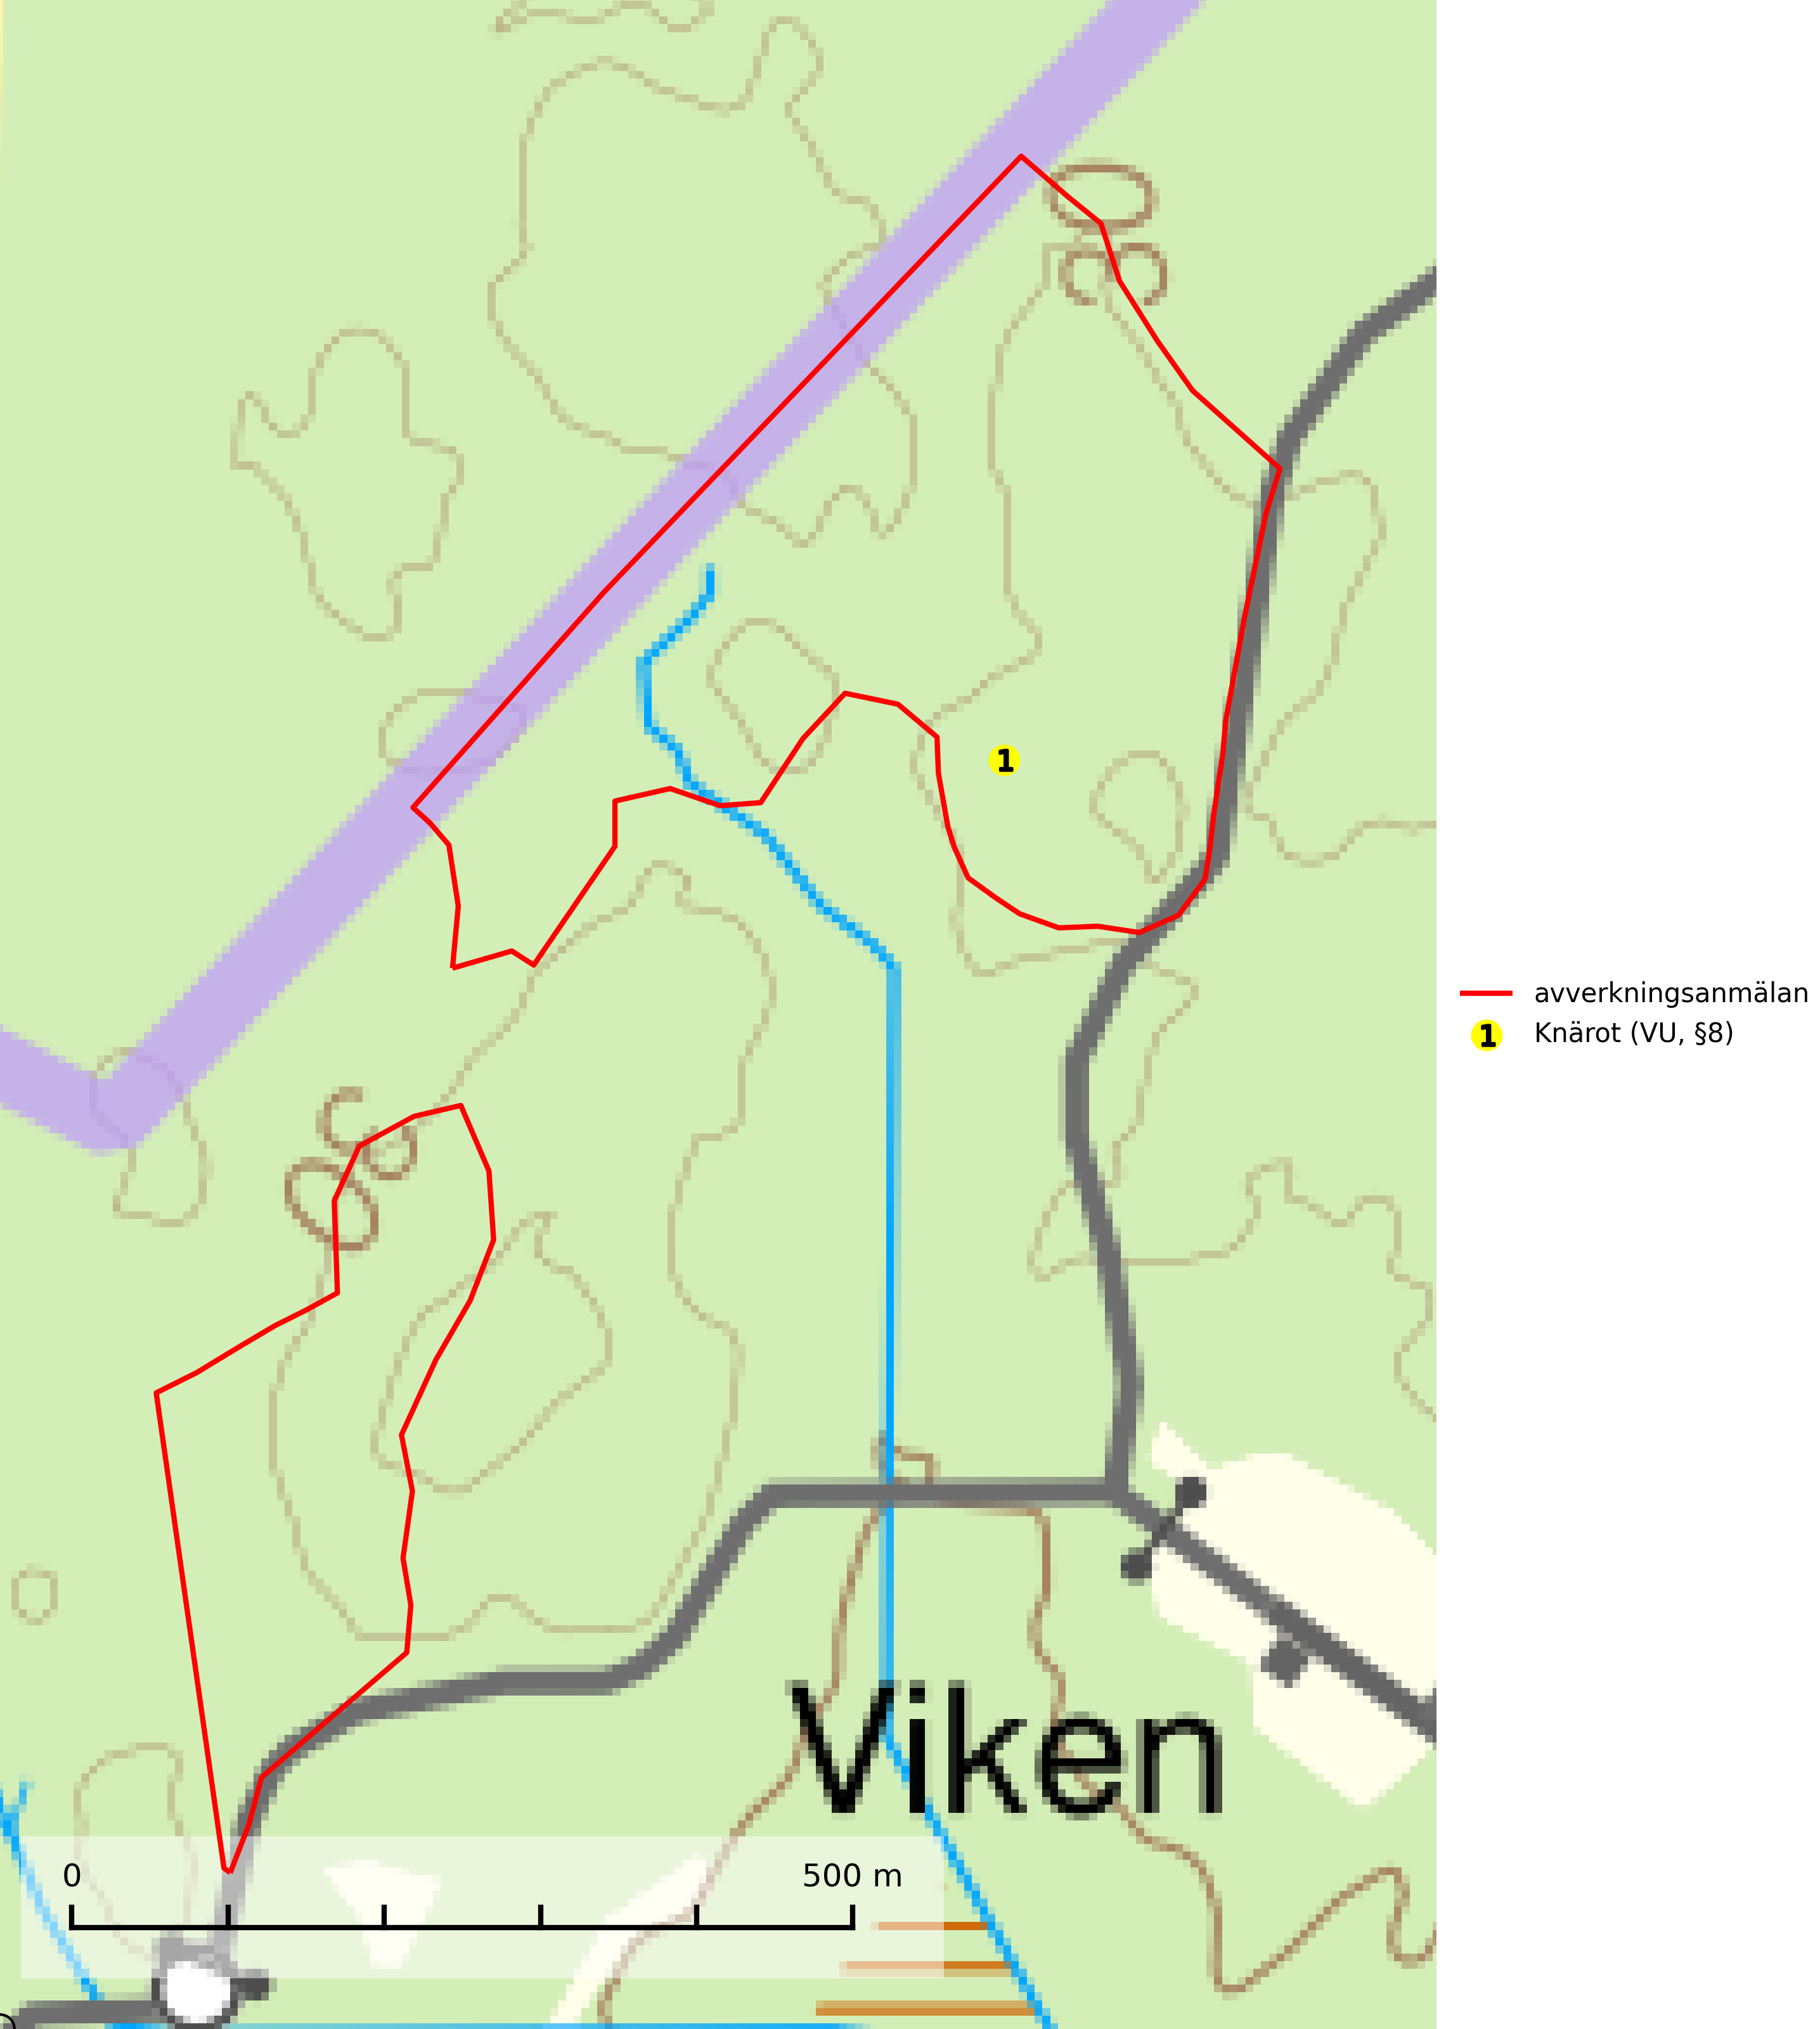 1
avverkningsanmälan
1 Knärot (VU, §8)
Viken
0 500 m